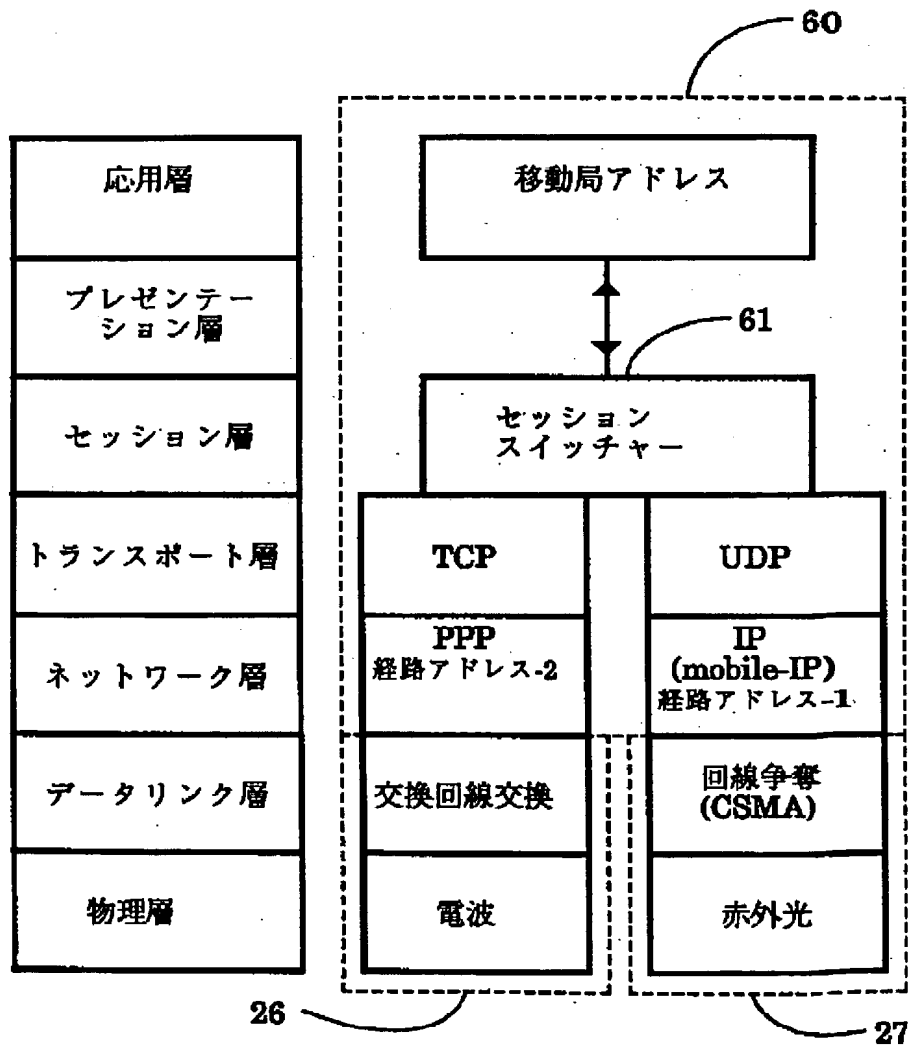 60
応用層
プレゼンテー
ション層
セッション層
トランスポート層
ネットワーク層
データリンク層
物理層
移動局アドレス
61
セッション
スイッチャー
TCP
PPP
経路アドレス-2
交換回線交換
電波
UDP
IP
(mobile-IP)
経路アドレス-1
回線争奪
(CSMA)
赤外光
26
27